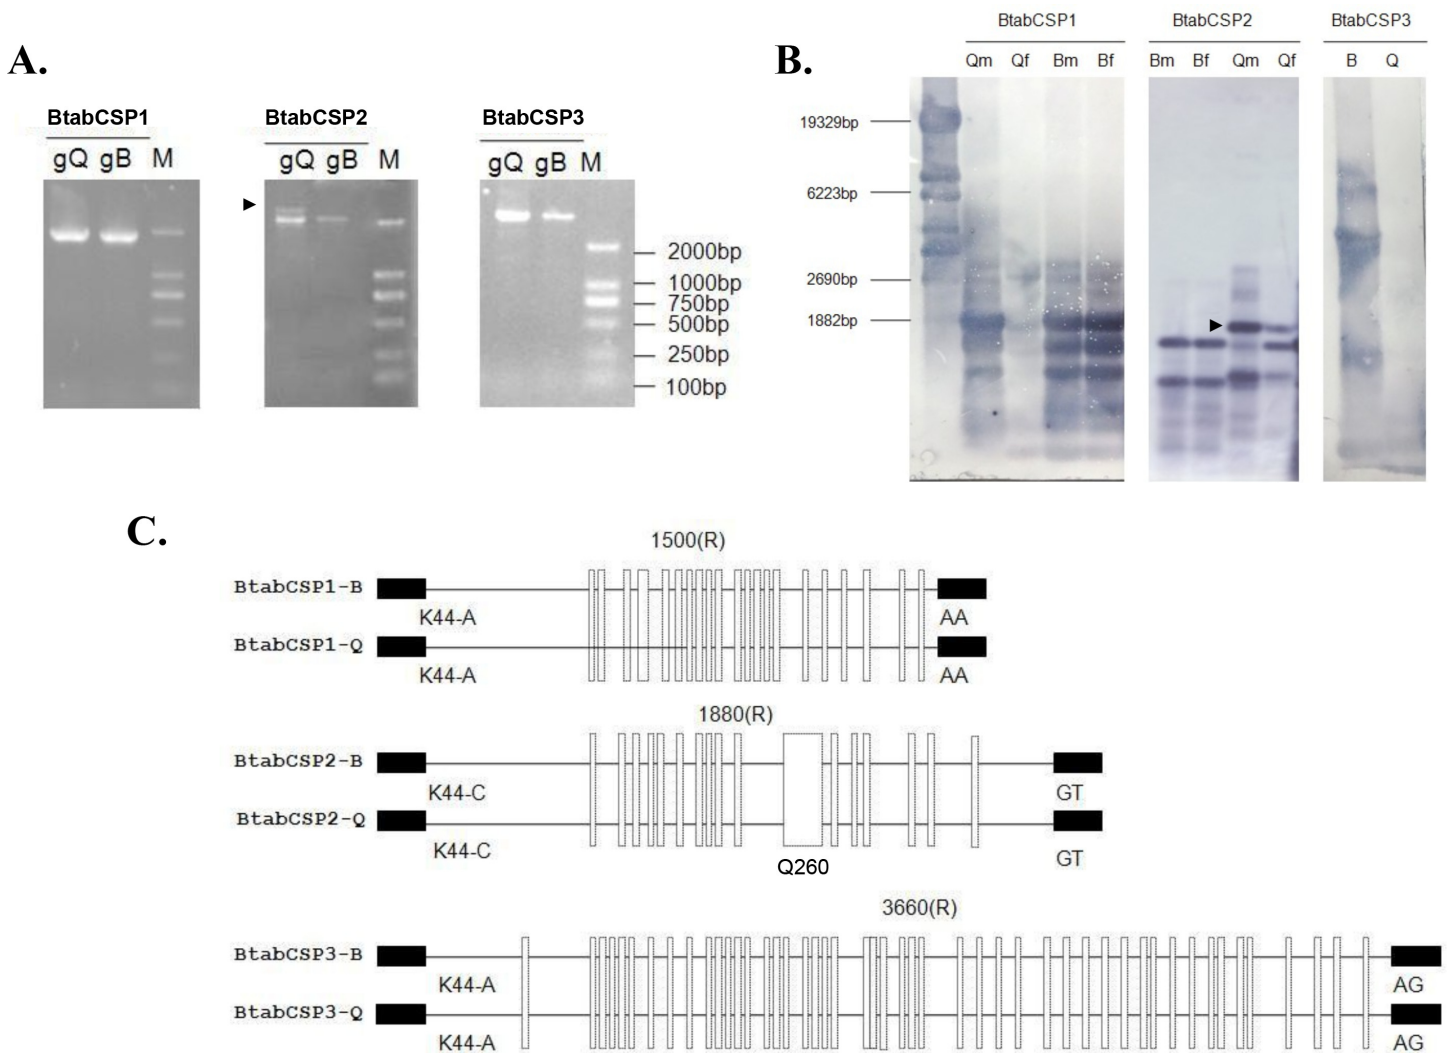 A.
BtabCSP1 BtabCSP2 BtabCSP3
gQ gB M gQ gB M gQ gB M
2000bp
1000bp
750bp
500bp
250bp
100bp
B.
BtabCSP1 BtabCSP2 BtabCSP3
Qm Qf Bm Bf Bm Bf Qm Qf B Q
19329bp
6223bp
2690bp
1882bp
C.
1500(R)
BtabCSP1-B
K44-A AA
BtabCSP1-Q
K44-A AA
1880(R)
BtabCSP2-B
K44-C GT
BtabCSP2-Q
K44-C GT
Q260
3660(R)
BtabCSP3-B
K44-A AG
BtabCSP3-Q
K44-A AG